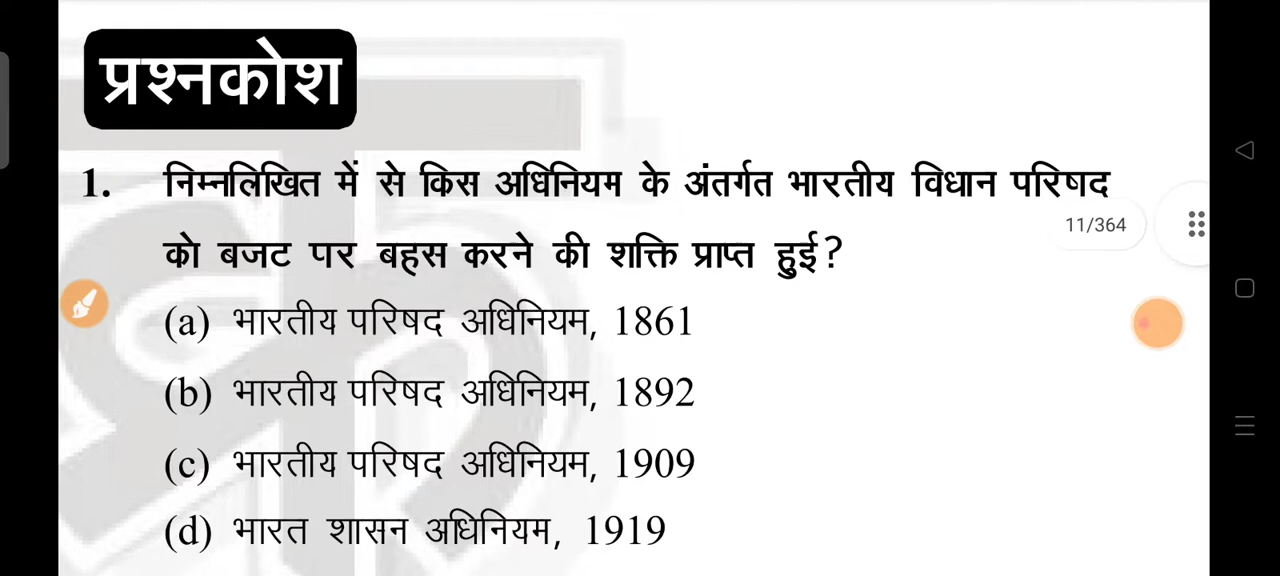 प्रश्नकोश
1. निम्नलिखित में से किस अधिनियम के अंतर्गत भारतीय विधान परिषद
को बजट पर बहस करने की शक्ति प्राप्त हुई?
11/364
(a) भारतीय परिषद अधिनियम, 1861
(b) भारतीय परिषद अधिनियम, 1892
(c) भारतीय परिषद अधिनियम, 1909
(d) भारत शासन अधिनियम, 1919